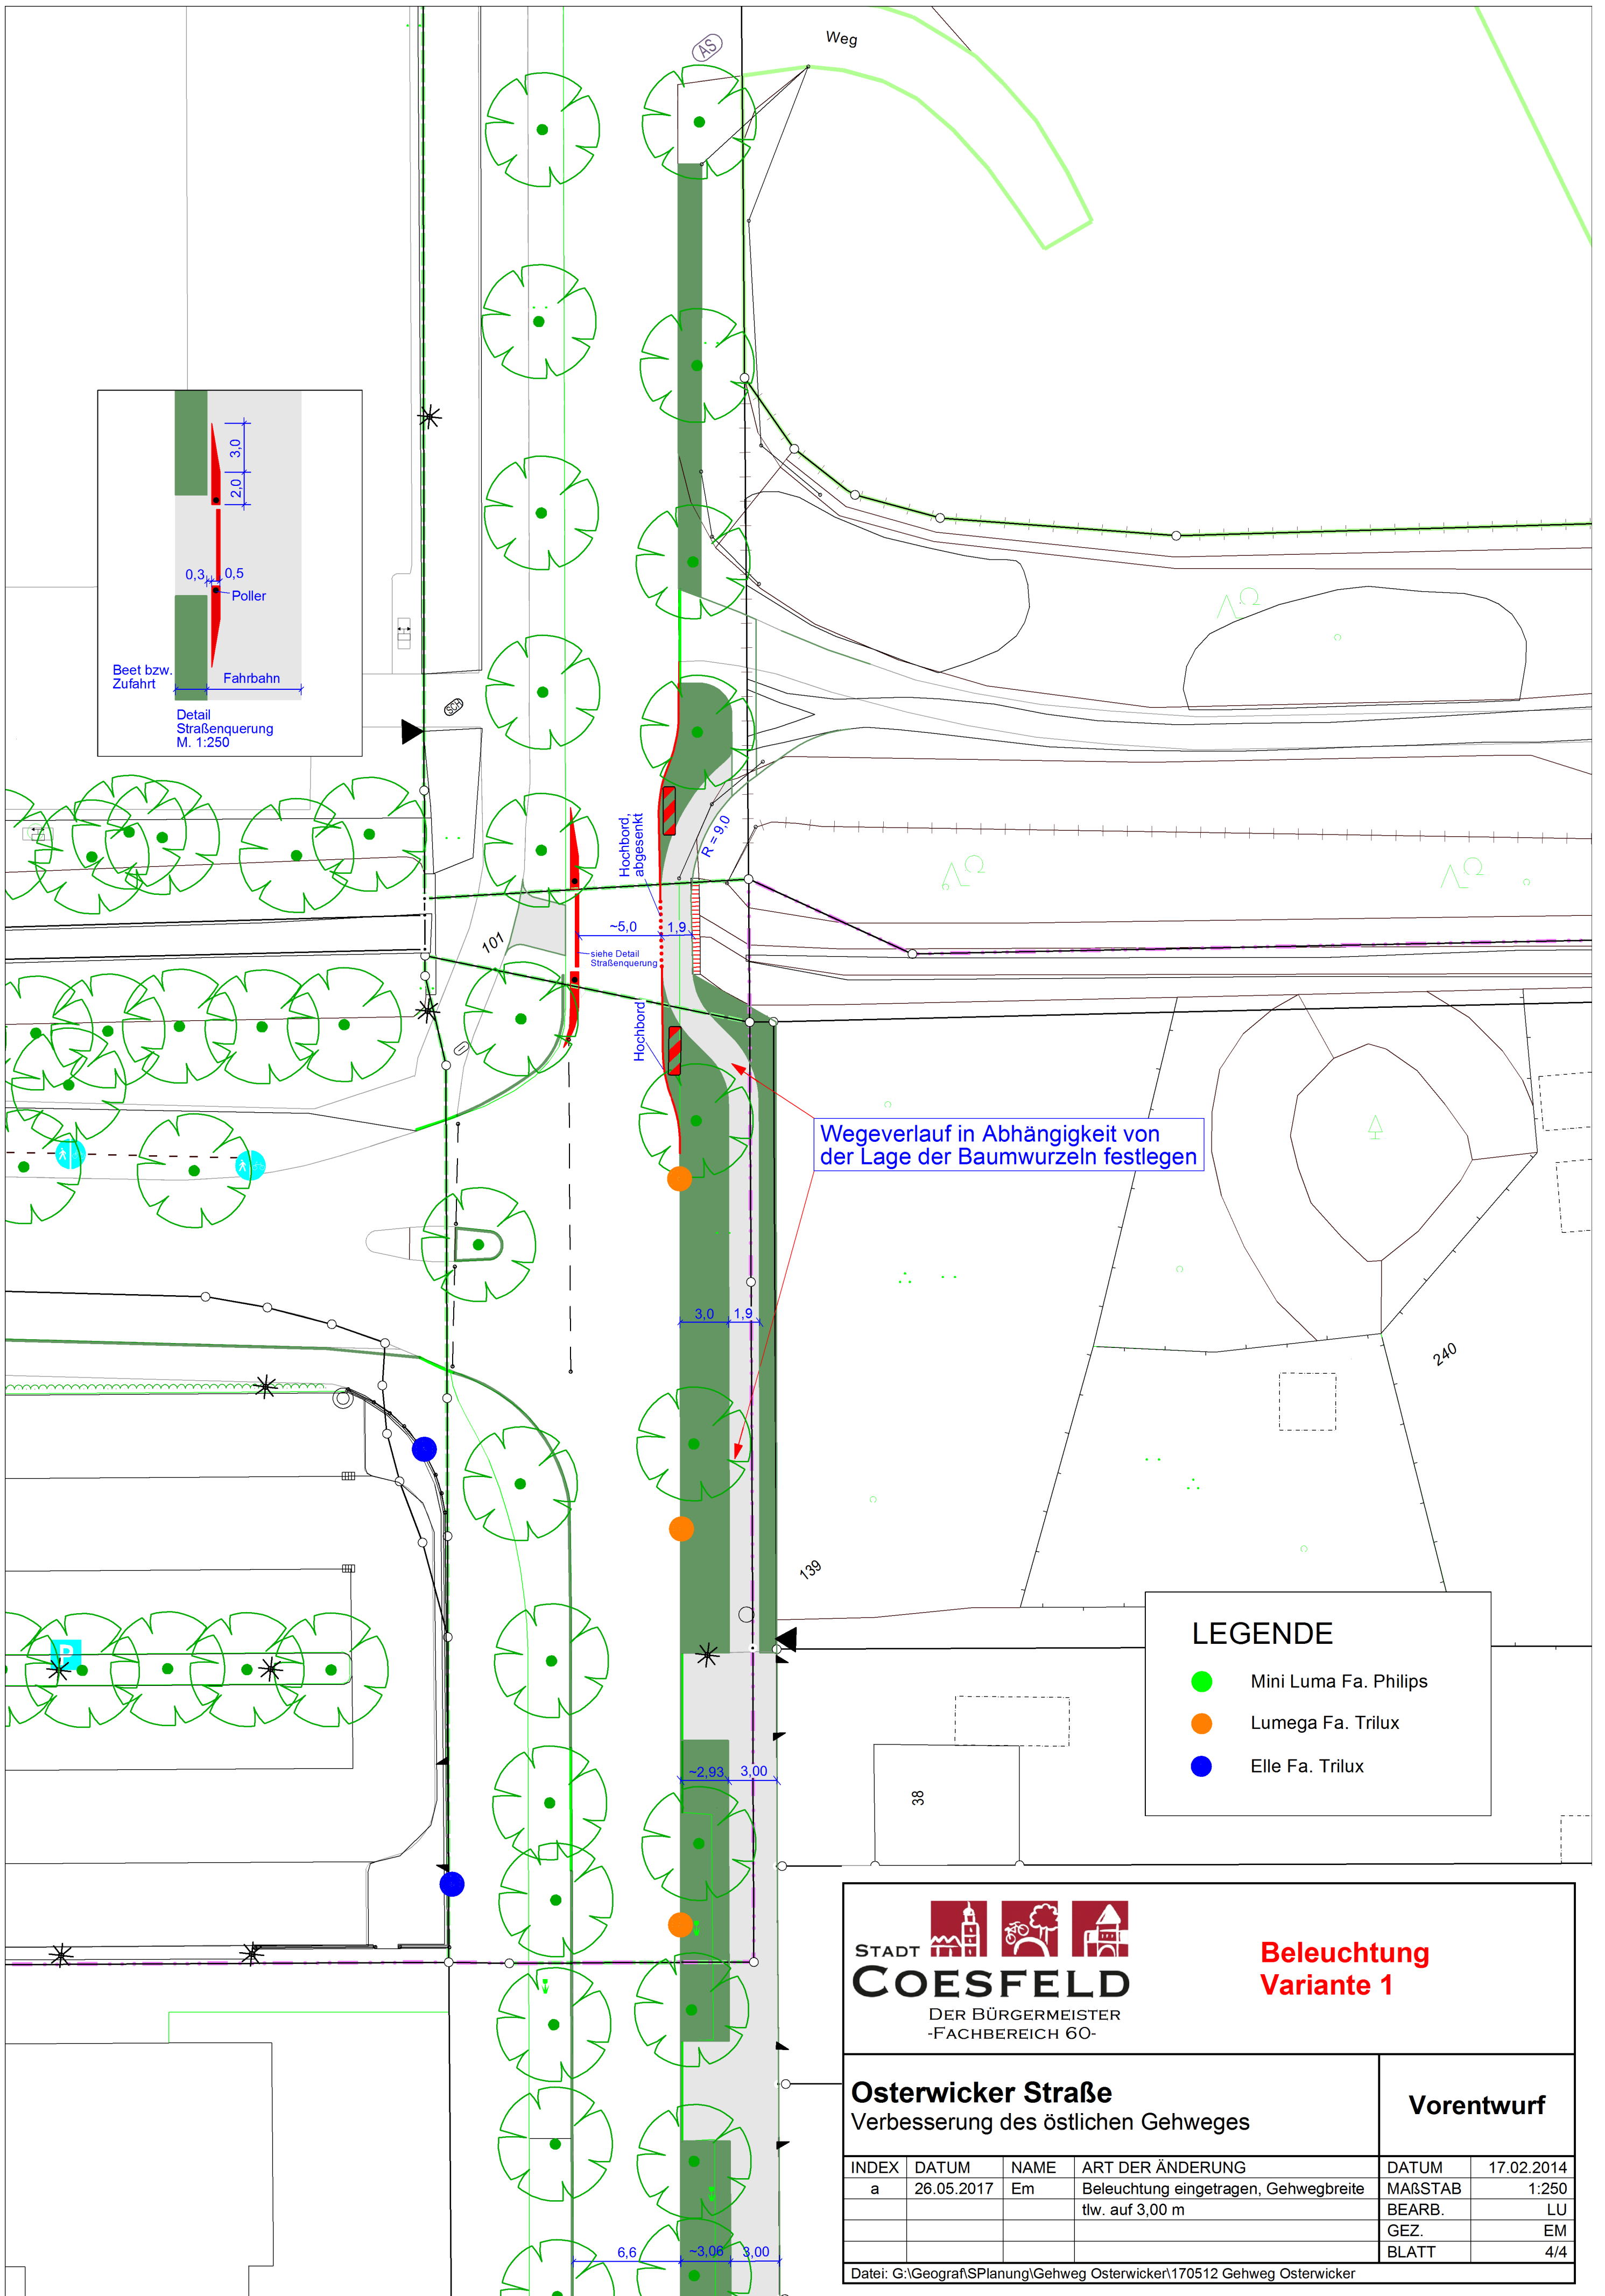 Weg
AS
3,0
2,0
0,3
0,5
Poller
Beet bzw.
Zufahrt
Fahrbahn
Detail
Straßenquerung
M. 1:250
SCH
Hochbord,
abgesenkt
R = 9,0
101
~5,0
1,9
siehe Detail
Straßenquerung
Hochbord
Wegeverlauf in Abhängigkeit von
der Lage der Baumwurzeln festlegen
3,0
1,9
240
139
P
LEGENDE
Mini Luma Fa. Philips
Lumega Fa. Trilux
Elle Fa. Trilux
~2,93
3,00
38
STADT
COESFELD
DER BÜRGERMEISTER
-FACHBEREICH 60-
Beleuchtung
Variante 1
Osterwicker Straße
Verbesserung des östlichen Gehweges
Vorentwurf
INDEX DATUM NAME ART DER ÄNDERUNG
a 26.05.2017 Em Beleuchtung eingetragen, Gehwegbreite
tlw. auf 3,00 m
DATUM 17.02.2014
MAßSTAB 1:250
BEARB. LU
GEZ. EM
BLATT 4/4
Datei: G:\Geograf\SPlanung\Gehweg Osterwicker\170512 Gehweg Osterwicker
6,6
~3,06
3,00